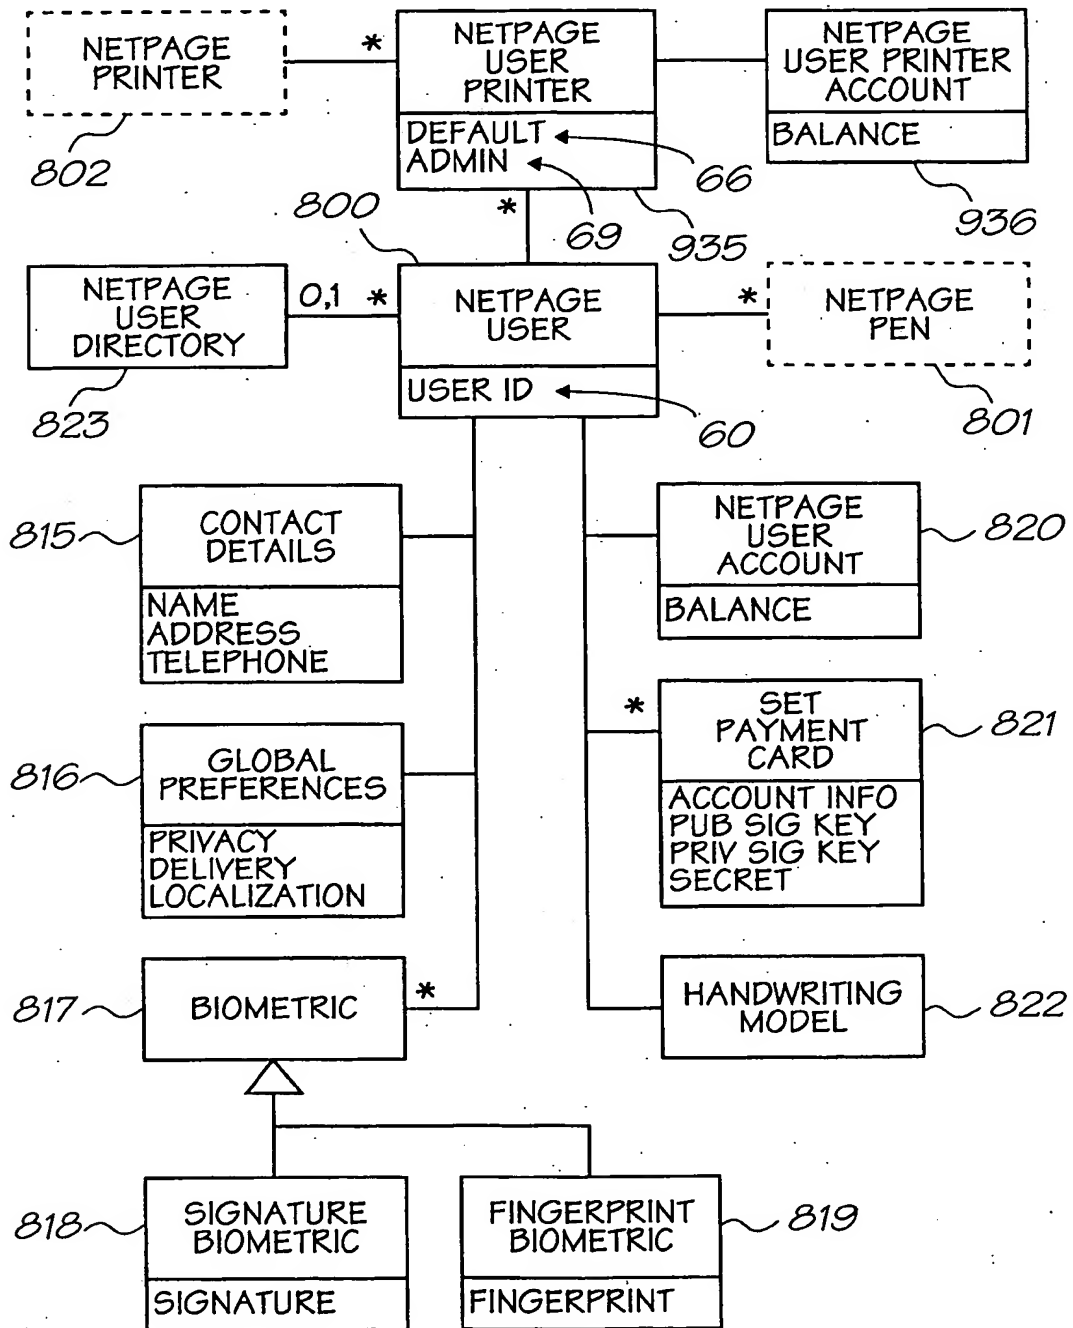 NETPAGE
PRINTER
802
*
NETPAGE
USER
PRINTER
DEFAULT
ADMIN
66
69
935
NETPAGE
USER PRINTER
ACCOUNT
BALANCE
936
800
*
NETPAGE
USER
DIRECTORY
823
0,1 *
NETPAGE
USER
USER ID
60
*
NETPAGE
PEN
801
815
CONTACT
DETAILS
NAME
ADDRESS
TELEPHONE
NETPAGE
USER
ACCOUNT
BALANCE
820
816
GLOBAL
PREFERENCES
PRIVACY
DELIVERY
LOCALIZATION
*
SET
PAYMENT
CARD
ACCOUNT INFO
PUB SIG KEY
PRIV SIG KEY
SECRET
821
817
BIOMETRIC
*
HANDWRITING
MODEL
822
818
SIGNATURE
BIOMETRIC
SIGNATURE
FINGERPRINT
BIOMETRIC
FINGERPRINT
819